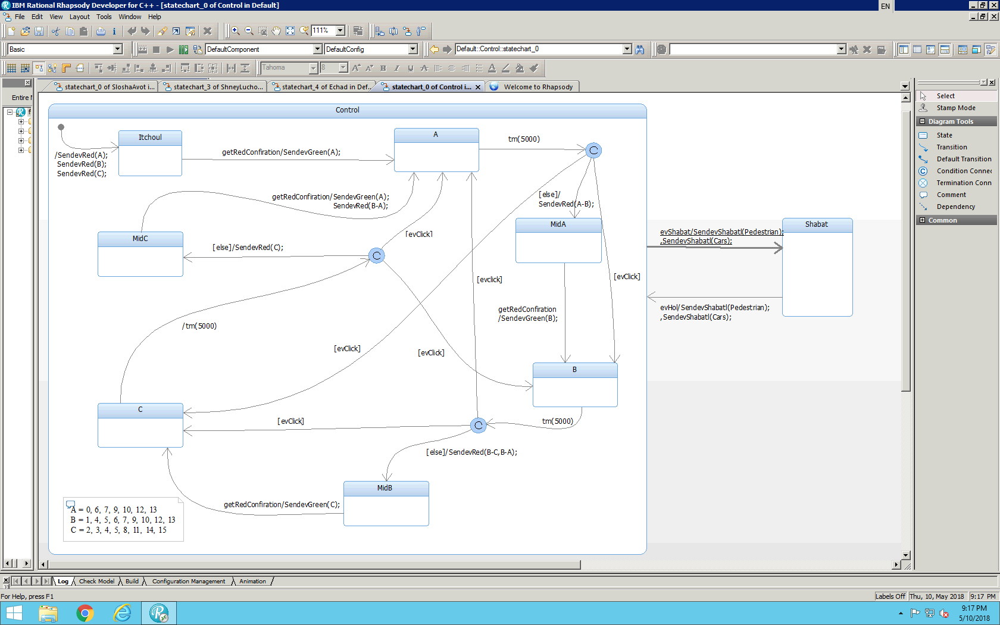 IBM Rational Rhapsody Developer for C++ - [statechart_0 of Control in Default]
EN
File Edit View Layout Tools Window Help
111%
Basic
DefaultComponent
DefaultConfig
Default::Control::statechart_0
Tahoma
8
Entire
statechart_0 of SloshaAvot i...
statechart_3 of ShneyLucho...
statechart_4 of Echad in Def...
statechart_0 of Control i...
Welcome to Rhapsody
Control
Itchoul
/SendevRed(A);
SendevRed(B);
SendevRed(C);
getRedConfiration/SendevGreen(A);
A
tm(5000)
C
getRedConfiration/SendevGreen(A);
SendevRed(B-A);
[else]/
SendevRed(A-B);
MidC
[else]/SendevRed(C);
C
[evClick]
MidA
evShabat/SendevShabatl(Pedestrian);
,SendevShabatl(Cars);
Shabat
[evclick]
[evClick]
getRedConfiration
/SendevGreen(B);
evHol/SendevShabatl(Pedestrian);
,SendevShabatl(Cars);
/tm(5000)
[evClick]
[evClick]
B
C
[evClick]
C
tm(5000)
[else]/SendevRed(B-C,B-A);
MidB
getRedConfiration/SendevGreen(C);
A = 0, 6, 7, 9, 10, 12, 13
B = 1, 4, 5, 6, 7, 9, 10, 12, 13
C = 2, 3, 4, 5, 8, 11, 14, 15
Select
Stamp Mode
Diagram Tools
State
Transition
Default Transition
Condition Connec
Termination Conn
Comment
Dependency
Common
Log Check Model Build Configuration Management Animation
For Help, press F1
Labels Off Thu, 10, May 2018 9:17 PM
9:17 PM
5/10/2018